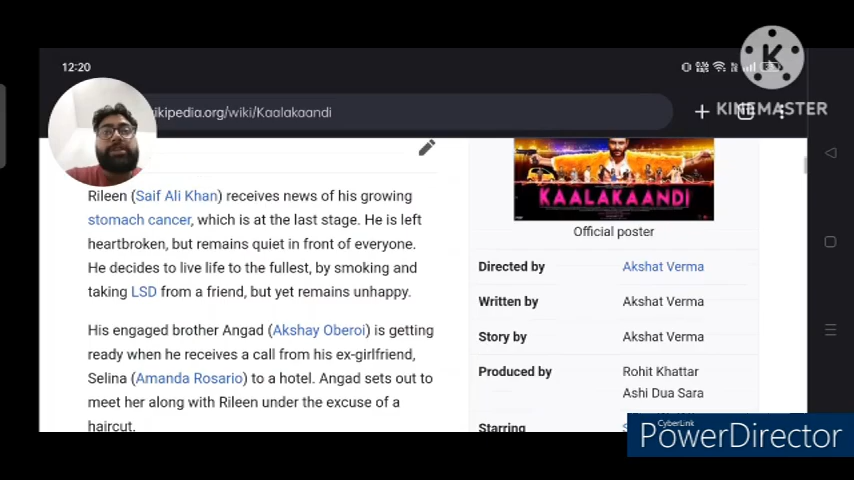 12:20
ikipedia.org/wiki/Kaalakaandi
K
KINEMASTER
Rileen (Saif Ali Khan) receives news of his growing
stomach cancer, which is at the last stage. He is left
heartbroken, but remains quiet in front of everyone.
He decides to live life to the fullest, by smoking and
taking LSD from a friend, but yet remains unhappy.
His engaged brother Angad (Akshay Oberoi) is getting
ready when he receives a call from his ex-girlfriend,
Selina (Amanda Rosario) to a hotel. Angad sets out to
meet her along with Rileen under the excuse of a
haircut.
KAALAKAANDI
Official poster
Directed by Akshat Verma
Written by Akshat Verma
Story by Akshat Verma
Produced by Rohit Khattar
Ashi Dua Sara
Starring
CyberLink
PowerDirector